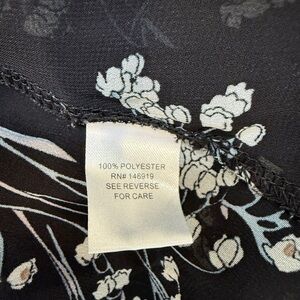 100% POLYESTER
RN# 146919
SEE REVERSE
FOR CARE